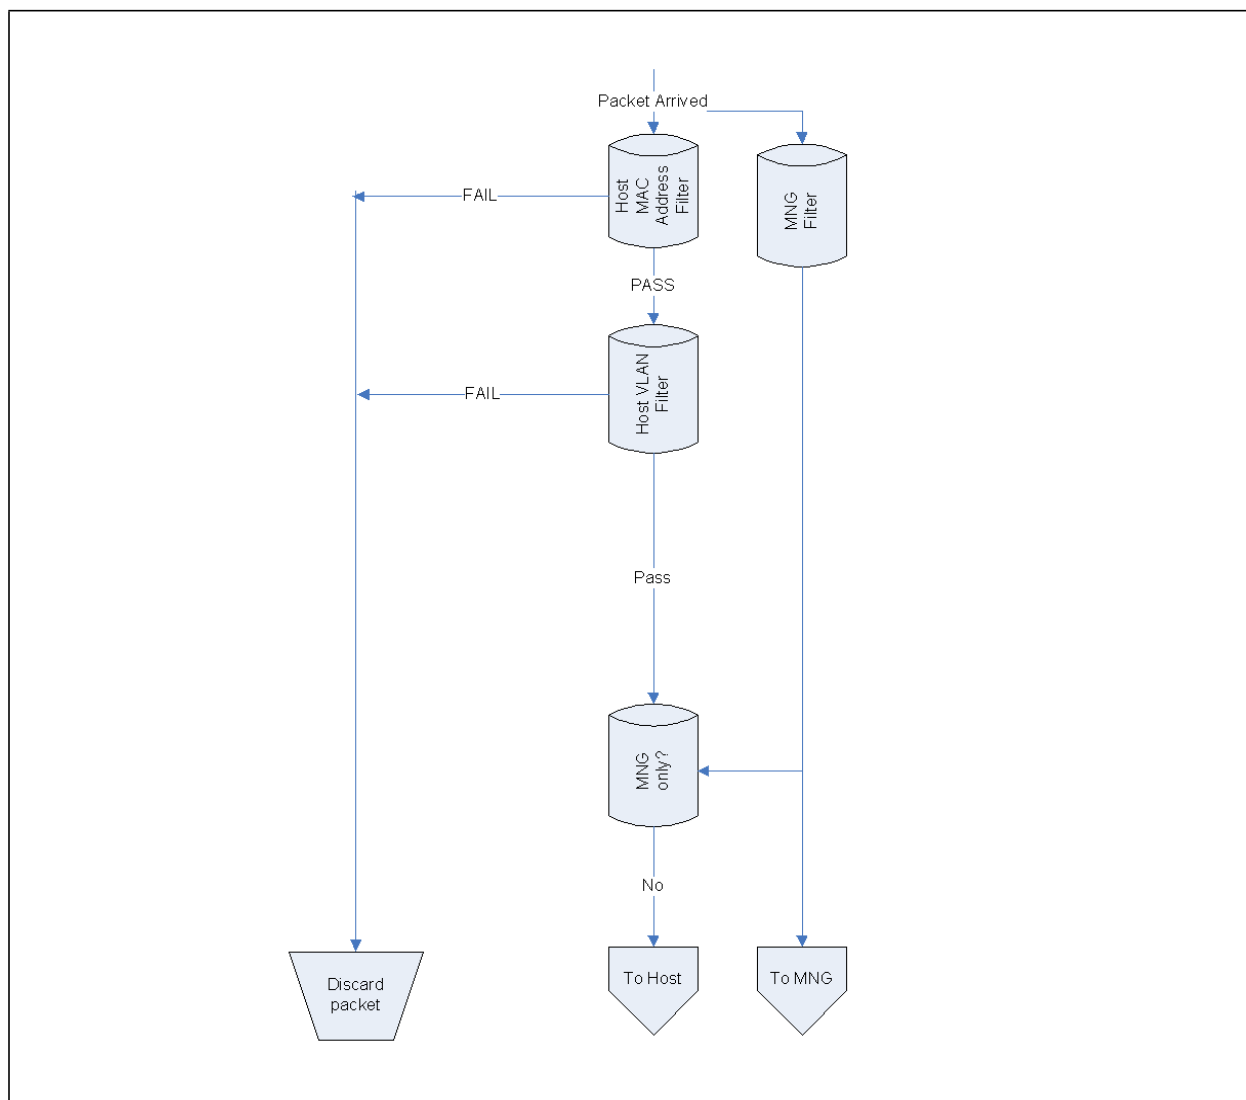 Packet Arrived
Host
MAC
Address
Filter
MNG
Filter
FAIL
PASS
Host VLAN
Filter
FAIL
Pass
MNG
only?
No
Discard
packet
To Host
To MNG